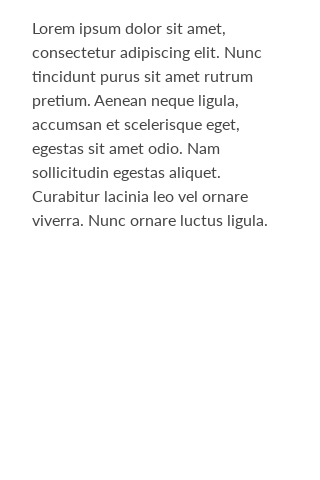 Lorem ipsum dolor sit amet,
consectetur adipiscing elit. Nunc
tincidunt purus sit amet rutrum
pretium. Aenean neque ligula,
accumsan et scelerisque eget,
egestas sit amet odio. Nam
sollicitudin egestas aliquet.
Curabitur lacinia leo vel ornare
viverra. Nunc ornare luctus ligula.